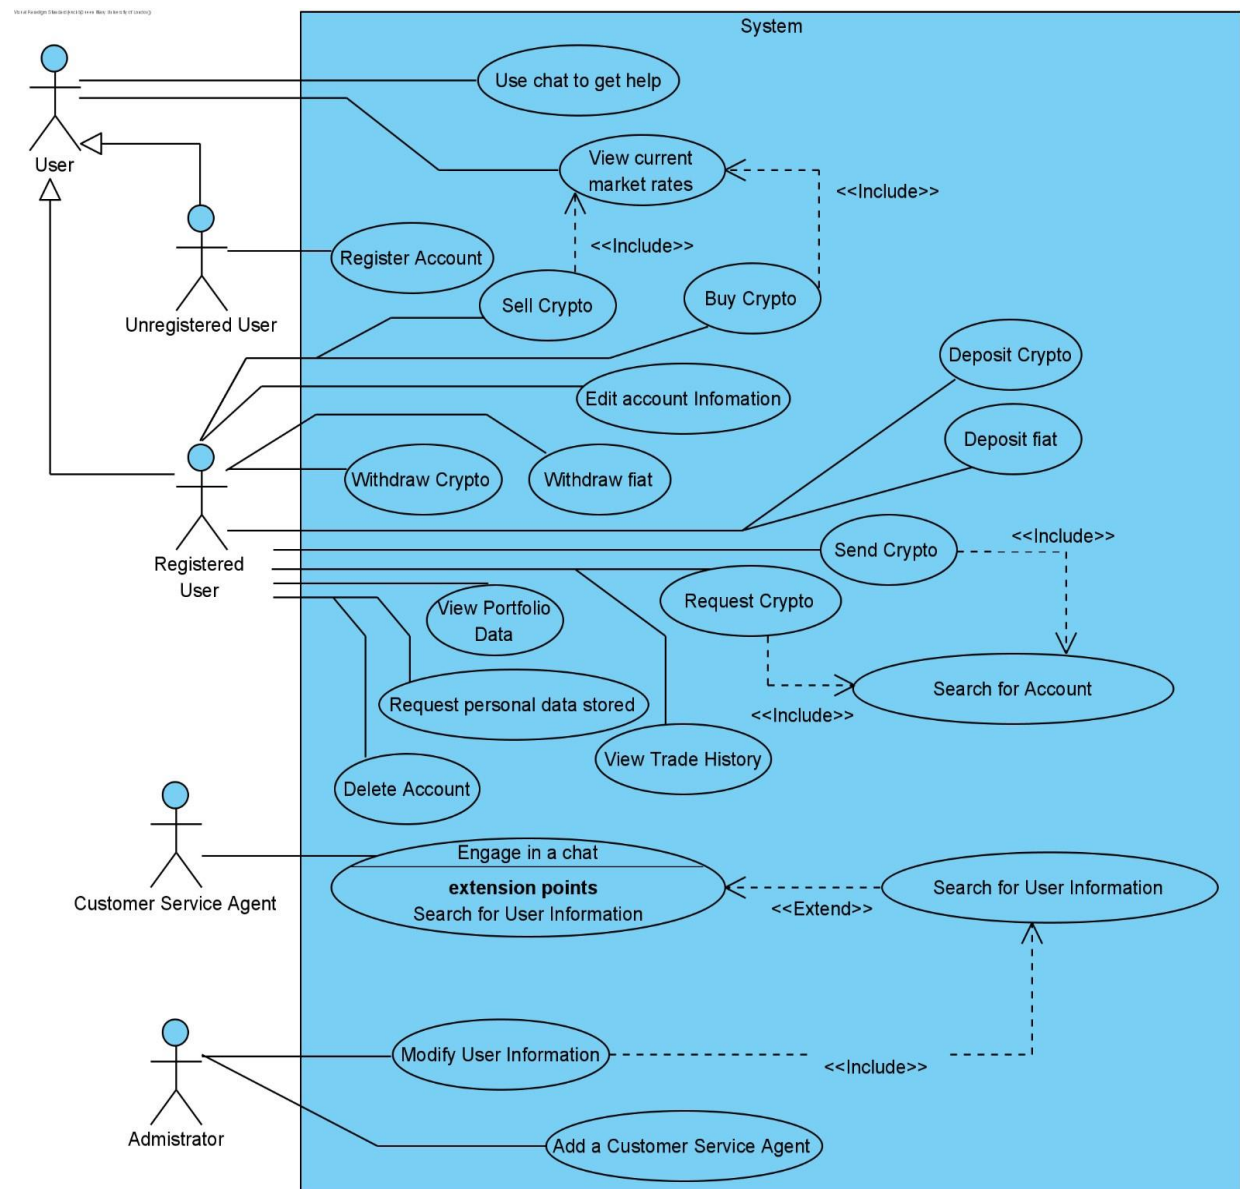 System
Use chat to get help
User
View current
market rates
<<Include>>
<<Include>>
Register Account
Sell Crypto
Buy Crypto
Unregistered User
Deposit Crypto
Edit account Infomation
Deposit fiat
Withdraw Crypto
Withdraw fiat
Send Crypto
<<Include>>
Registered
User
View Portfolio
Data
Request Crypto
Search for Account
Request personal data stored
<<Include>>
View Trade History
Delete Account
Customer Service Agent
Engage in a chat
extension points
Search for User Information
<<Extend>>
Search for User Information
Admistrator
Modify User Information
<<Include>>
Add a Customer Service Agent